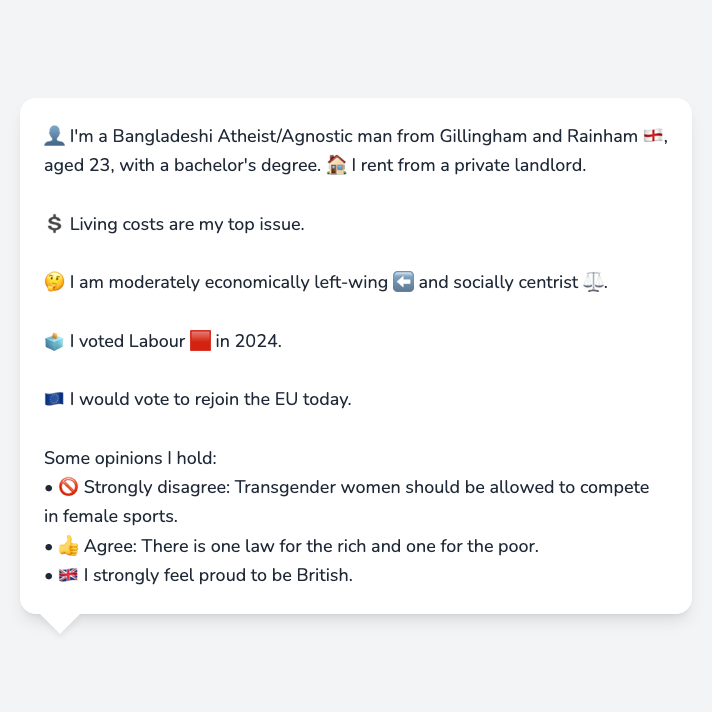 👤 I'm a Bangladeshi Atheist/Agnostic man from Gillingham and Rainham 🏴󠁧󠁢󠁥󠁮󠁧󠁿,
aged 23, with a bachelor's degree. 🏠 I rent from a private landlord.
💲 Living costs are my top issue.
🤔 I am moderately economically left-wing ⬅️ and socially centrist ⚖️.
🗳️ I voted Labour 🟥 in 2024.
🇪🇺 I would vote to rejoin the EU today.
Some opinions I hold:
• 🚫 Strongly disagree: Transgender women should be allowed to compete
in female sports.
• 👍 Agree: There is one law for the rich and one for the poor.
• 🇬🇧 I strongly feel proud to be British.